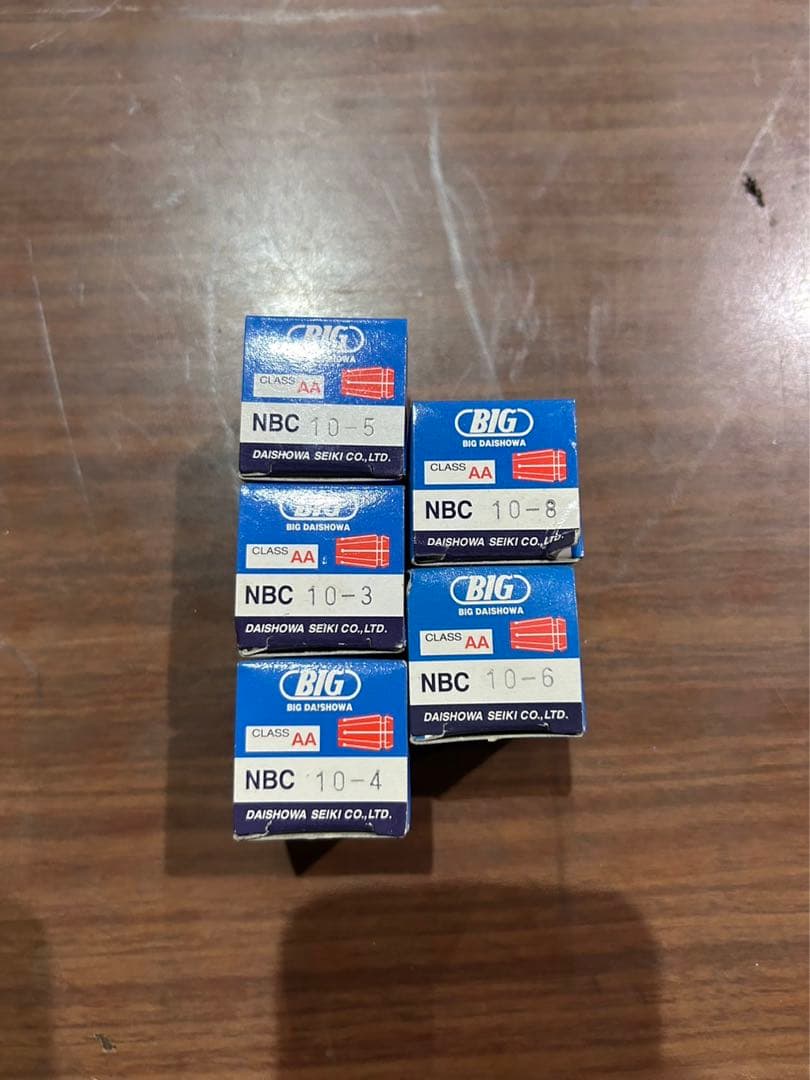 BIG
BIG DAISHOWA
CLASS AA
NBC 10-5
DAISHOWA SEIKI CO.,LTD.
BIG
BIG DAISHOWA
CLASS AA
NBC 10-3
DAISHOWA SEIKI CO.,LTD.
BIG
BIG DAISHOWA
CLASS AA
NBC 10-4
DAISHOWA SEIKI CO.,LTD.
BIG
BIG DAISHOWA
CLASS AA
NBC 10-8
DAISHOWA SEIKI CO.,LTD.
BIG
BIG DAISHOWA
CLASS AA
NBC 10-6
DAISHOWA SEIKI CO.,LTD.